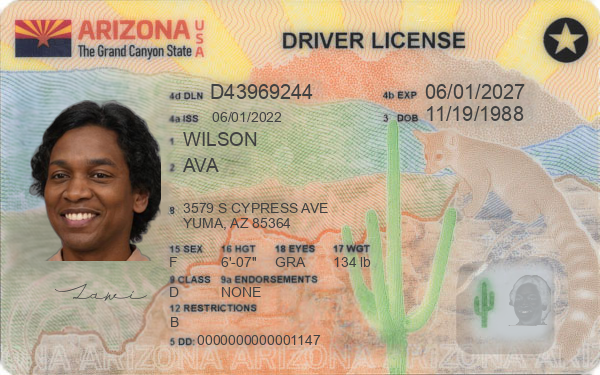 ARIZONA USA
The Grand Canyon State
DRIVER LICENSE
4d DLN D43969244
4b EXP 06/01/2027
4a ISS 06/01/2022
3 DOB 11/19/1988
1 WILSON
2 AVA
8 3579 S CYPRESS AVE
YUMA, AZ 85364
15 SEX 16 HGT 18 EYES 17 WGT
F 6'-07" GRA 134 lb
9 CLASS 9a ENDORSEMENTS
D NONE
12 RESTRICTIONS
B
5 DD: 0000000000001147
ARIZONA ARIZONA ARIZONA ARIZONA